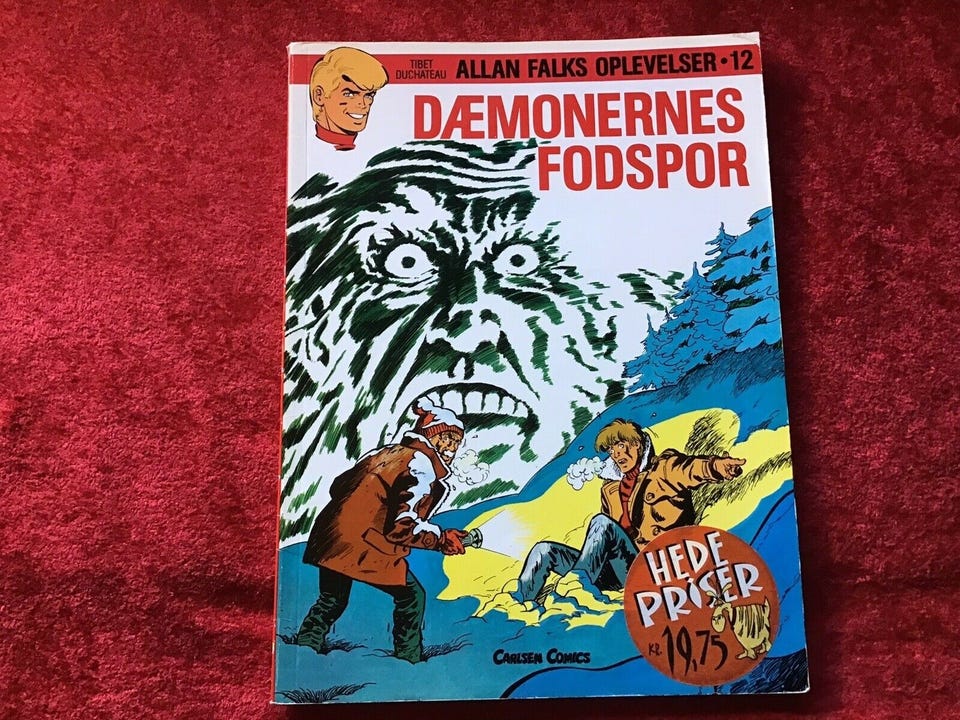 TIBET
DUCHATEAU
ALLAN FALKS OPLEVELSER · 12
DÆMONERNES
FODSPOR
HEDE
PRISER
KR. 19,75
CARLSEN COMICS